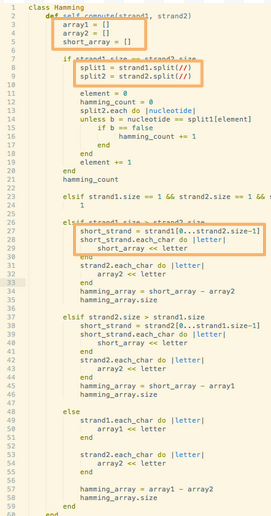 1 class Hamming
2 def self.compute(strand1, strand2)
3 array1 = []
4 array2 = []
5 short_array = []
6
7 if strand1.size == strand2.size
8 split1 = strand1.split(//)
9 split2 = strand2.split(//)
10
11 element = 0
12 hamming_count = 0
13 split2.each do |nucleotide|
14 unless b = nucleotide == split1[element]
15 if b == false
16 hamming_count += 1
17 end
18 end
19 element += 1
20 end
21 hamming_count
22
23 elsif strand1.size == 1 && strand2.size == 1 && s
24 1
25
26 elsif strand1.size > strand2.size
27 short_strand = strand1[0...strand2.size-1]
28 short_strand.each_char do |letter|
29 short_array << letter
30 end
31 strand2.each_char do |letter|
32 array2 << letter
33 end
34 hamming_array = short_array - array2
35 hamming_array.size
36
37 elsif strand2.size > strand1.size
38 short_strand = strand2[0...strand1.size-1]
39 short_strand.each_char do |letter|
40 short_array << letter
41 end
42 strand2.each_char do |letter|
43 array2 << letter
44 end
45 hamming_array = short_array - array1
46 hamming_array.size
47
48 else
49 strand1.each_char do |letter|
50 array1 << letter
51 end
52
53 strand2.each_char do |letter|
54 array2 << letter
55 end
56
57 hamming_array = array1 - array2
58 hamming_array.size
59 end
60 end